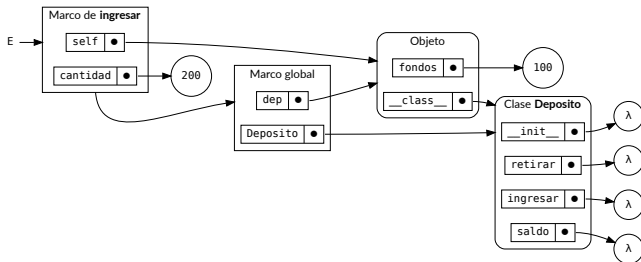 Marco de ingresar
E
self
cantidad
200
Marco global
dep
Deposito
Objeto
fondos
__class__
100
Clase Deposito
__init__
retirar
ingresar
saldo
λ
λ
λ
λ